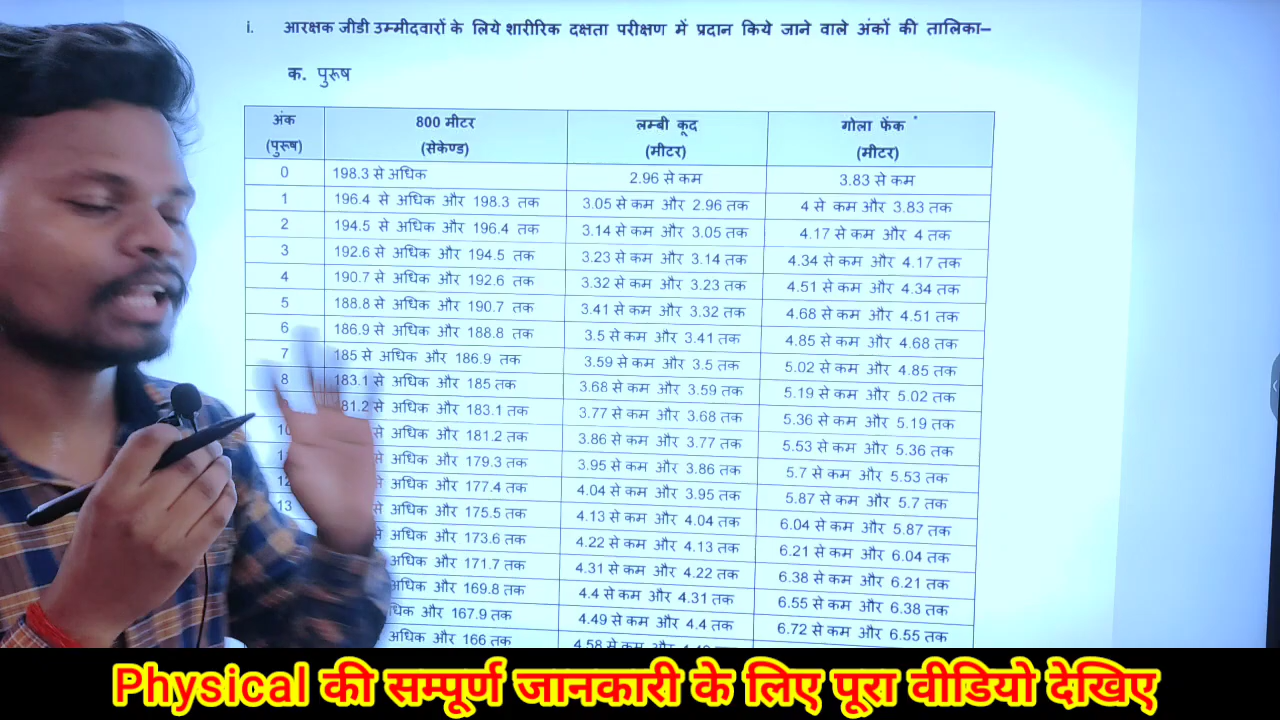 i. आरक्षक जीडी उम्मीदवारों के लिये शारीरिक दक्षता परीक्षण में प्रदान किये जाने वाले अंकों की तालिका–
क. पुरूष
अंक 800 मीटर लम्बी कूद गोला फेंक
(पुरूष) (सेकेण्ड) (मीटर) (मीटर)
0 198.3 से अधिक 2.96 से कम 3.83 से कम
1 196.4 से अधिक और 198.3 तक 3.05 से कम और 2.96 तक 4 से कम और 3.83 तक
2 194.5 से अधिक और 196.4 तक 3.14 से कम और 3.05 तक 4.17 से कम और 4 तक
3 192.6 से अधिक और 194.5 तक 3.23 से कम और 3.14 तक 4.34 से कम और 4.17 तक
4 190.7 से अधिक और 192.6 तक 3.32 से कम और 3.23 तक 4.51 से कम और 4.34 तक
5 188.8 से अधिक और 190.7 तक 3.41 से कम और 3.32 तक 4.68 से कम और 4.51 तक
6 186.9 से अधिक और 188.8 तक 3.5 से कम और 3.41 तक 4.85 से कम और 4.68 तक
7 185 से अधिक और 186.9 तक 3.59 से कम और 3.5 तक 5.02 से कम और 4.85 तक
8 183.1 से अधिक और 185 तक 3.68 से कम और 3.59 तक 5.19 से कम और 5.02 तक
से अधिक और 183.1 तक 3.77 से कम और 3.68 तक 5.36 से कम और 5.19 तक
10 से अधिक और 181.2 तक 3.86 से कम और 3.77 तक 5.53 से कम और 5.36 तक
से अधिक और 179.3 तक 3.95 से कम और 3.86 तक 5.7 से कम और 5.53 तक
12 से अधिक और 177.4 तक 4.04 से कम और 3.95 तक 5.87 से कम और 5.7 तक
13 से अधिक और 175.5 तक 4.13 से कम और 4.04 तक 6.04 से कम और 5.87 तक
से अधिक और 173.6 तक 4.22 से कम और 4.13 तक 6.21 से कम और 6.04 तक
अधिक और 171.7 तक 4.31 से कम और 4.22 तक 6.38 से कम और 6.21 तक
अधिक और 169.8 तक 4.4 से कम और 4.31 तक 6.55 से कम और 6.38 तक
और 167.9 तक 4.49 से कम और 4.4 तक 6.72 से कम और 6.55 तक
अधिक और 166 तक 4.58 से कम और
Physical की सम्पूर्ण जानकारी के लिए पूरा वीडियो देखिए